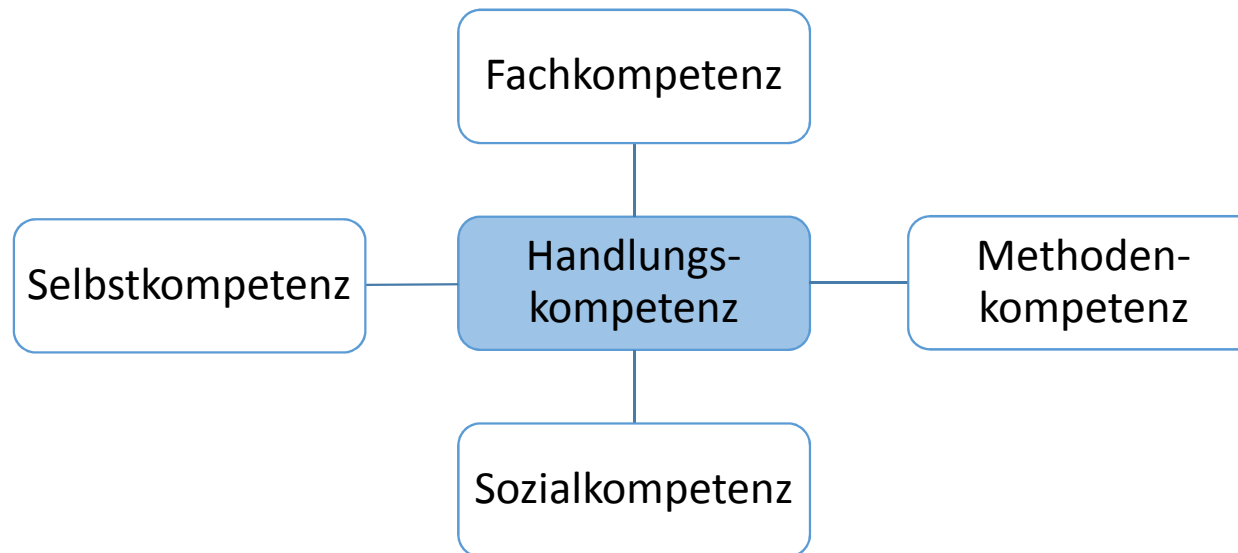 Fachkompetenz
Selbstkompetenz
Handlungs-
kompetenz
Methoden-
kompetenz
Sozialkompetenz